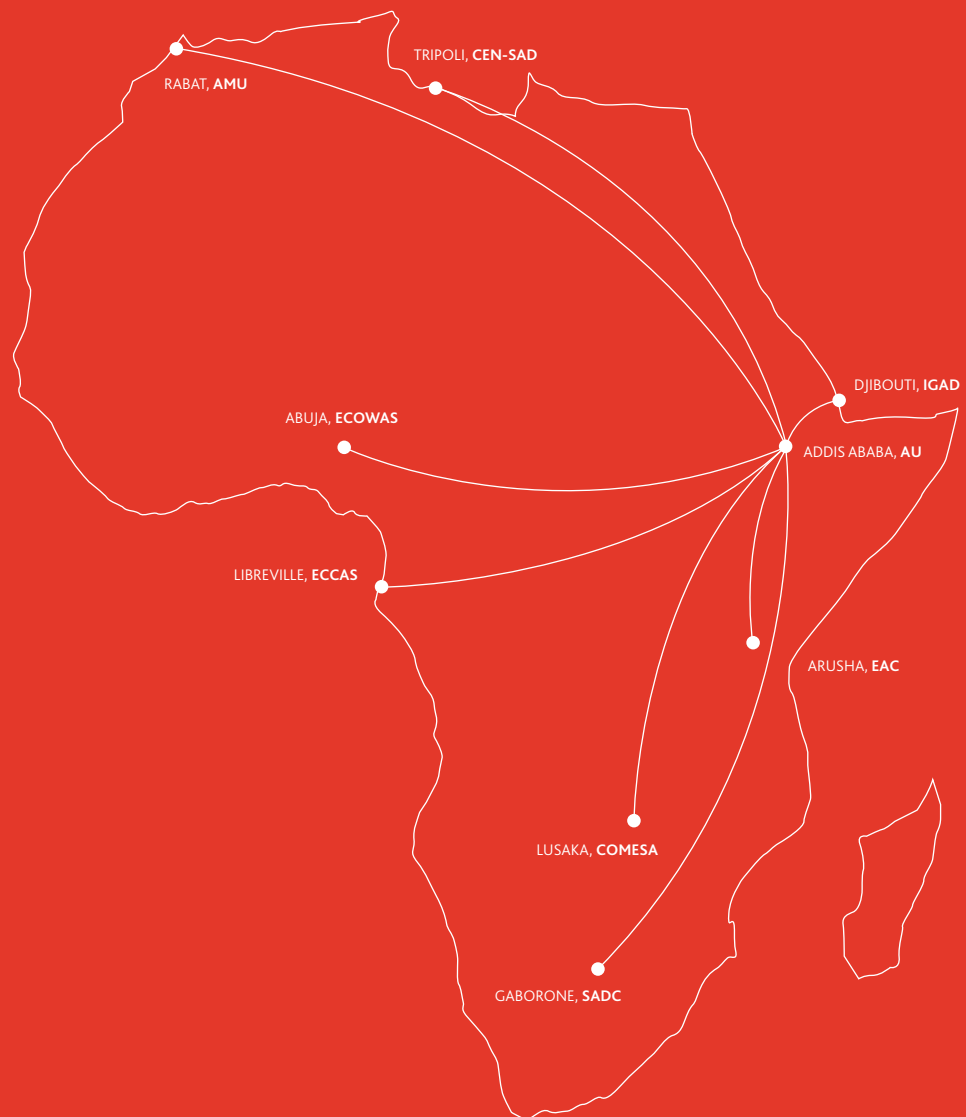 TRIPOLI, CEN-SAD
RABAT, AMU
DJIBOUTI, IGAD
ABUJA, ECOWAS
ADDIS ABABA, AU
LIBREVILLE, ECCAS
ARUSHA, EAC
LUSAKA, COMESA
GABORONE, SADC